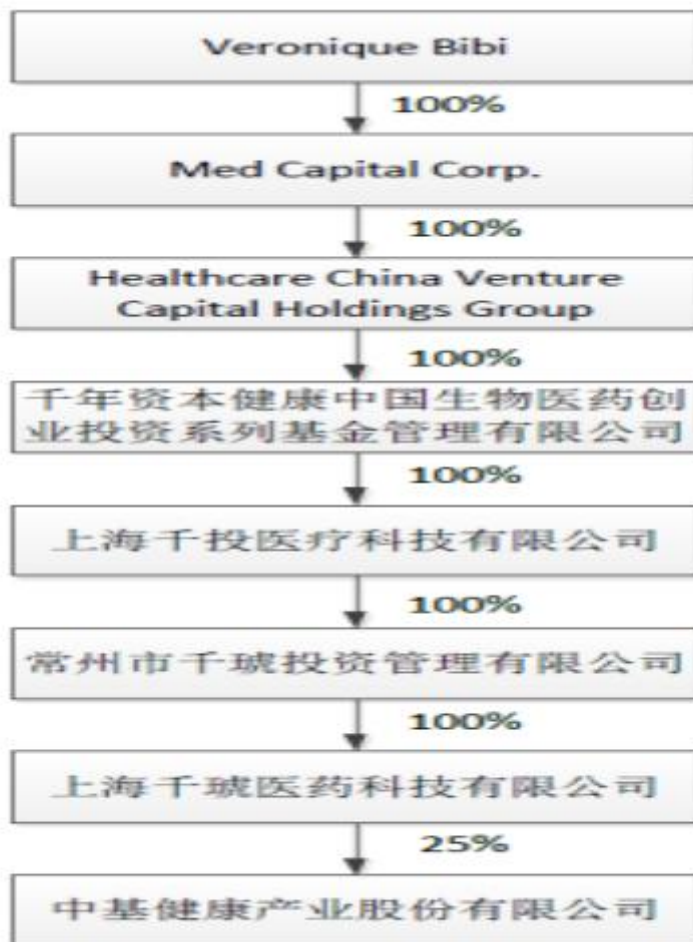 Veronique Bibi
100%
Med Capital Corp.
100%
Healthcare China Venture
Capital Holdings Group
100%
千年资本健康中国生物医药创
业投资系列基金管理有限公司
100%
上海千投医疗科技有限公司
100%
常州市千琥投资管理有限公司
100%
上海千琥医药科技有限公司
25%
中基健康产业股份有限公司